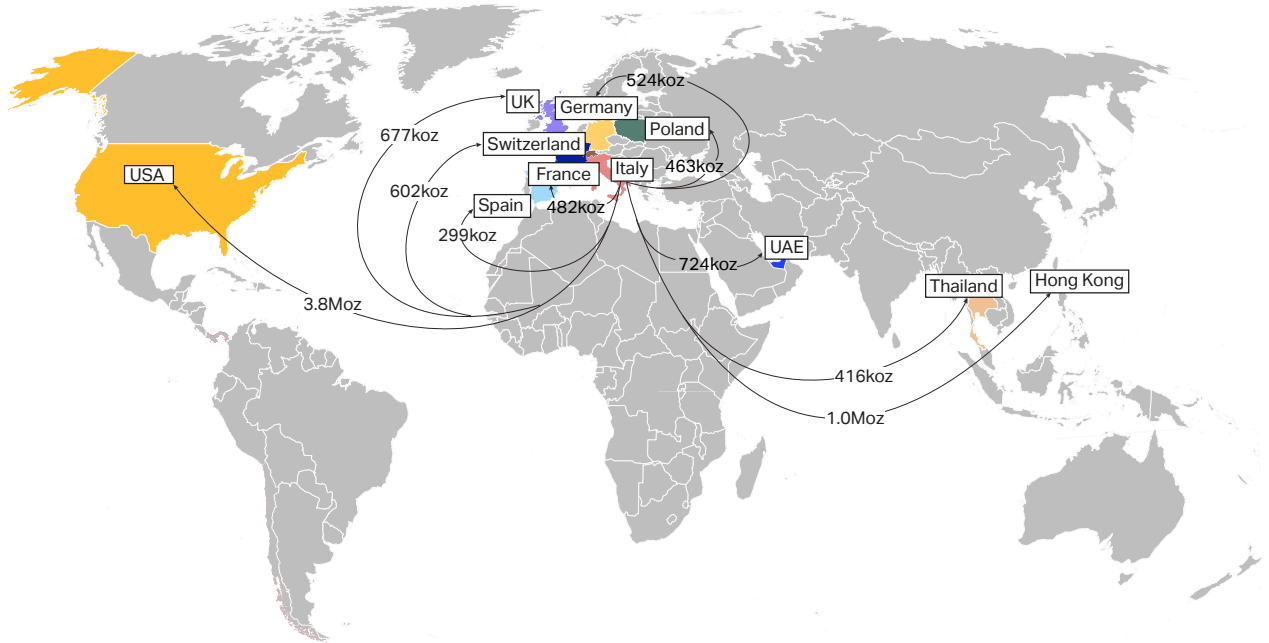 524koz
UK
Germany
677koz
Poland
Switzerland
463koz
Italy
USA
France
602koz
Spain
482koz
299koz
UAE
724koz
Hong Kong
Thailand
3.8Moz
416koz
1.0Moz